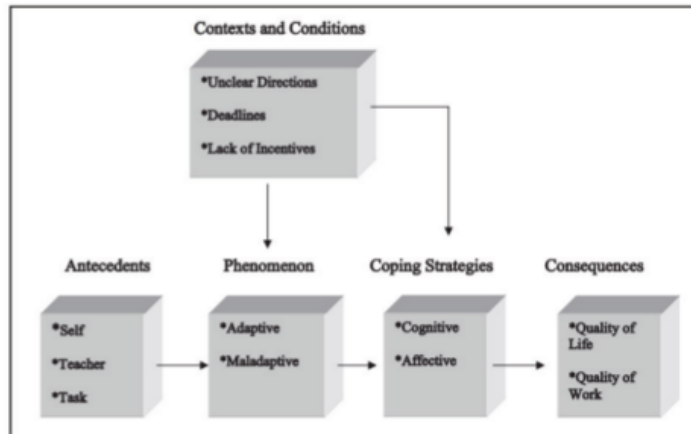 Contexts and Conditions
*Unclear Directions
*Deadlines
*Lack of Incentives
Antecedents
Phenomenon
Coping Strategies
Consequences
*Self
*Teacher
*Task
*Adaptive
*Maladaptive
*Cognitive
*Affective
*Quality of
Life
*Quality of
Work